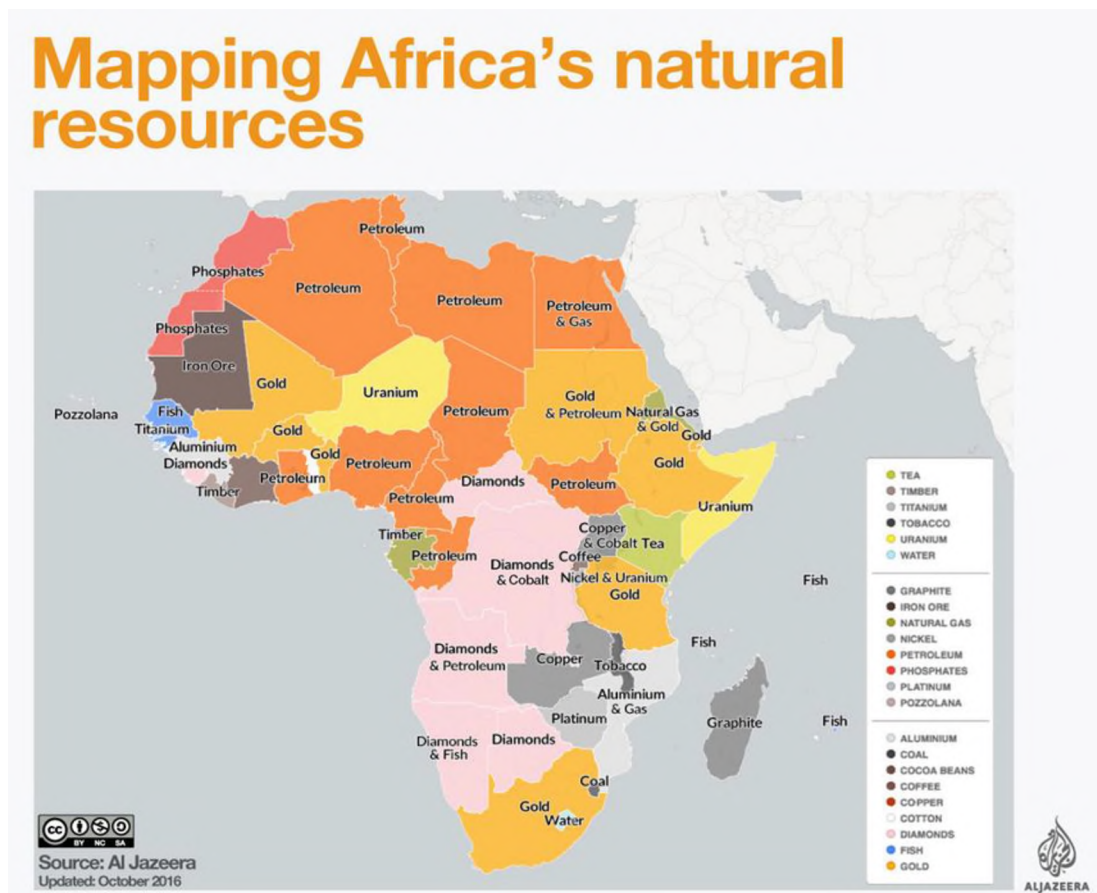 Mapping Africa's natural
resources
Petroleum
Phosphates
Petroleum
Petroleum
Petroleum
& Gas
Phosphates
Iron Ore
Gold
Uranium
Gold
& Petroleum
Pozzolana
Fish
Petroleum
Natural Gas
& Gold
Titanium
Gold
Gold
Aluminium
Gold
Petroleum
Gold
Diamonds
Petroleum
Diamonds
Petroleum
Timber
Petroleum
Uranium
Timber
Copper
& Cobalt
Tea
Petroleum
Coffee
Diamonds
& Cobalt
Nickel & Uranium
Gold
Fish
Fish
Diamonds
& Petroleum
Copper
Tobacco
Aluminium
& Gas
Platinum
Graphite
Fish
Diamonds
& Fish
Diamonds
Coal
Gold
Water
TEA
TIMBER
TITANIUM
TOBACCO
URANIUM
WATER
GRAPHITE
IRON ORE
NATURAL GAS
NICKEL
PETROLEUM
PHOSPHATES
PLATINUM
POZZOLANA
ALUMINIUM
COAL
COCOA BEANS
COFFEE
COPPER
COTTON
DIAMONDS
FISH
GOLD
cc
BY NC SA
Source: Al Jazeera
Updated: October 2016
ALJAZEERA